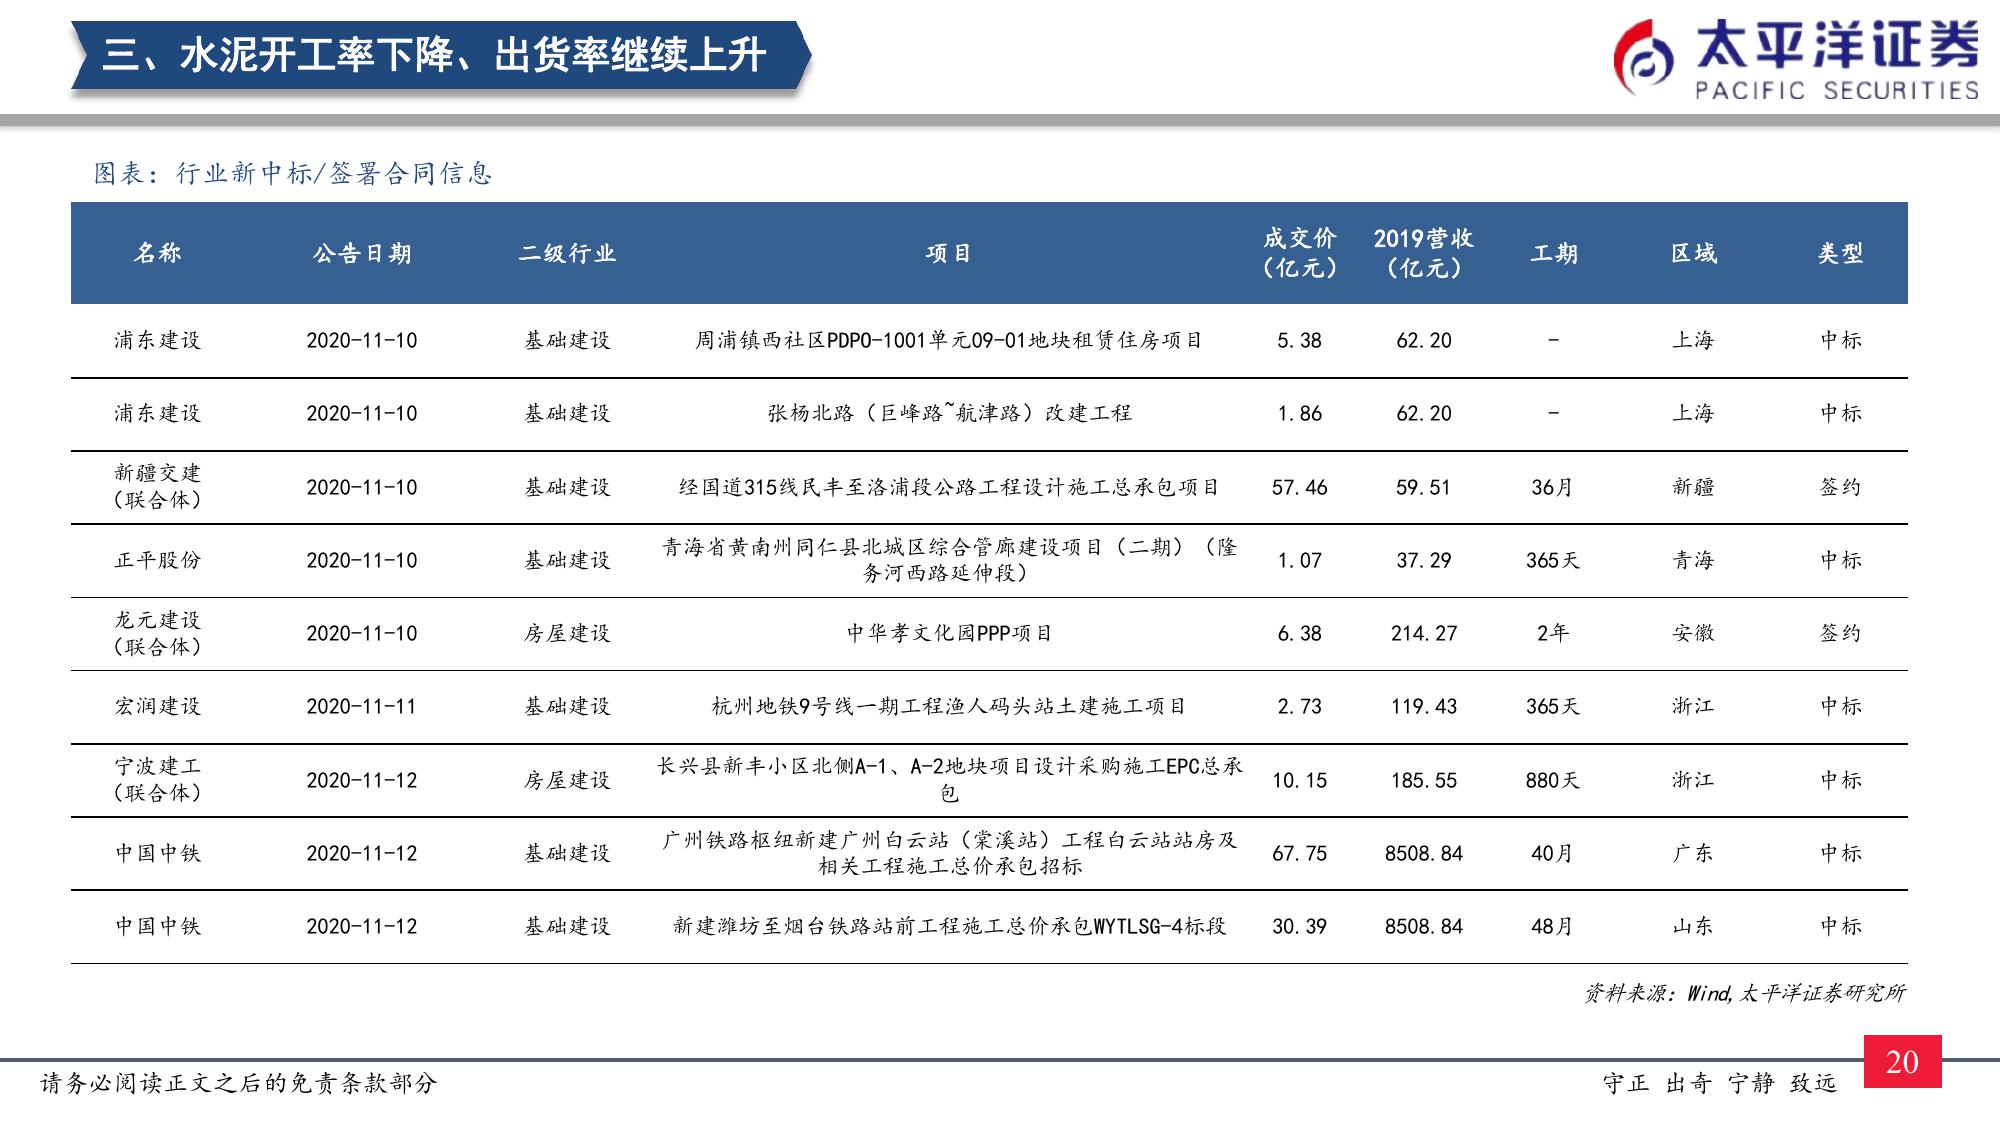 三、水泥开工率下降、出货率继续上升
太平洋证券
PACIFIC SECURITIES
图表：行业新中标/签署合同信息
名称 公告日期 二级行业 项目 成交价（亿元） 2019营收（亿元） 工期 区域 类型
浦东建设 2020-11-10 基础建设 周浦镇西社区PDPO-1001单元09-01地块租赁住房项目 5.38 62.20 - 上海 中标
浦东建设 2020-11-10 基础建设 张杨北路（巨峰路~航津路）改建工程 1.86 62.20 - 上海 中标
新疆交建（联合体） 2020-11-10 基础建设 经国道315线民丰至洛浦段公路工程设计施工总承包项目 57.46 59.51 36月 新疆 签约
正平股份 2020-11-10 基础建设 青海省黄南州同仁县北城区综合管廊建设项目（二期）（隆务河西路延伸段） 1.07 37.29 365天 青海 中标
龙元建设（联合体） 2020-11-10 房屋建设 中华孝文化园PPP项目 6.38 214.27 2年 安徽 签约
宏润建设 2020-11-11 基础建设 杭州地铁9号线一期工程渔人码头站土建施工项目 2.73 119.43 365天 浙江 中标
宁波建工（联合体） 2020-11-12 房屋建设 长兴县新丰小区北侧A-1、A-2地块项目设计采购施工EPC总承包 10.15 185.55 880天 浙江 中标
中国中铁 2020-11-12 基础建设 广州铁路枢纽新建广州白云站（棠溪站）工程白云站站房及相关工程施工总价承包招标 67.75 8508.84 40月 广东 中标
中国中铁 2020-11-12 基础建设 新建潍坊至烟台铁路站前工程施工总价承包WYTLSG-4标段 30.39 8508.84 48月 山东 中标
资料来源：Wind,太平洋证券研究所
请务必阅读正文之后的免责条款部分
守正 出奇 宁静 致远
20